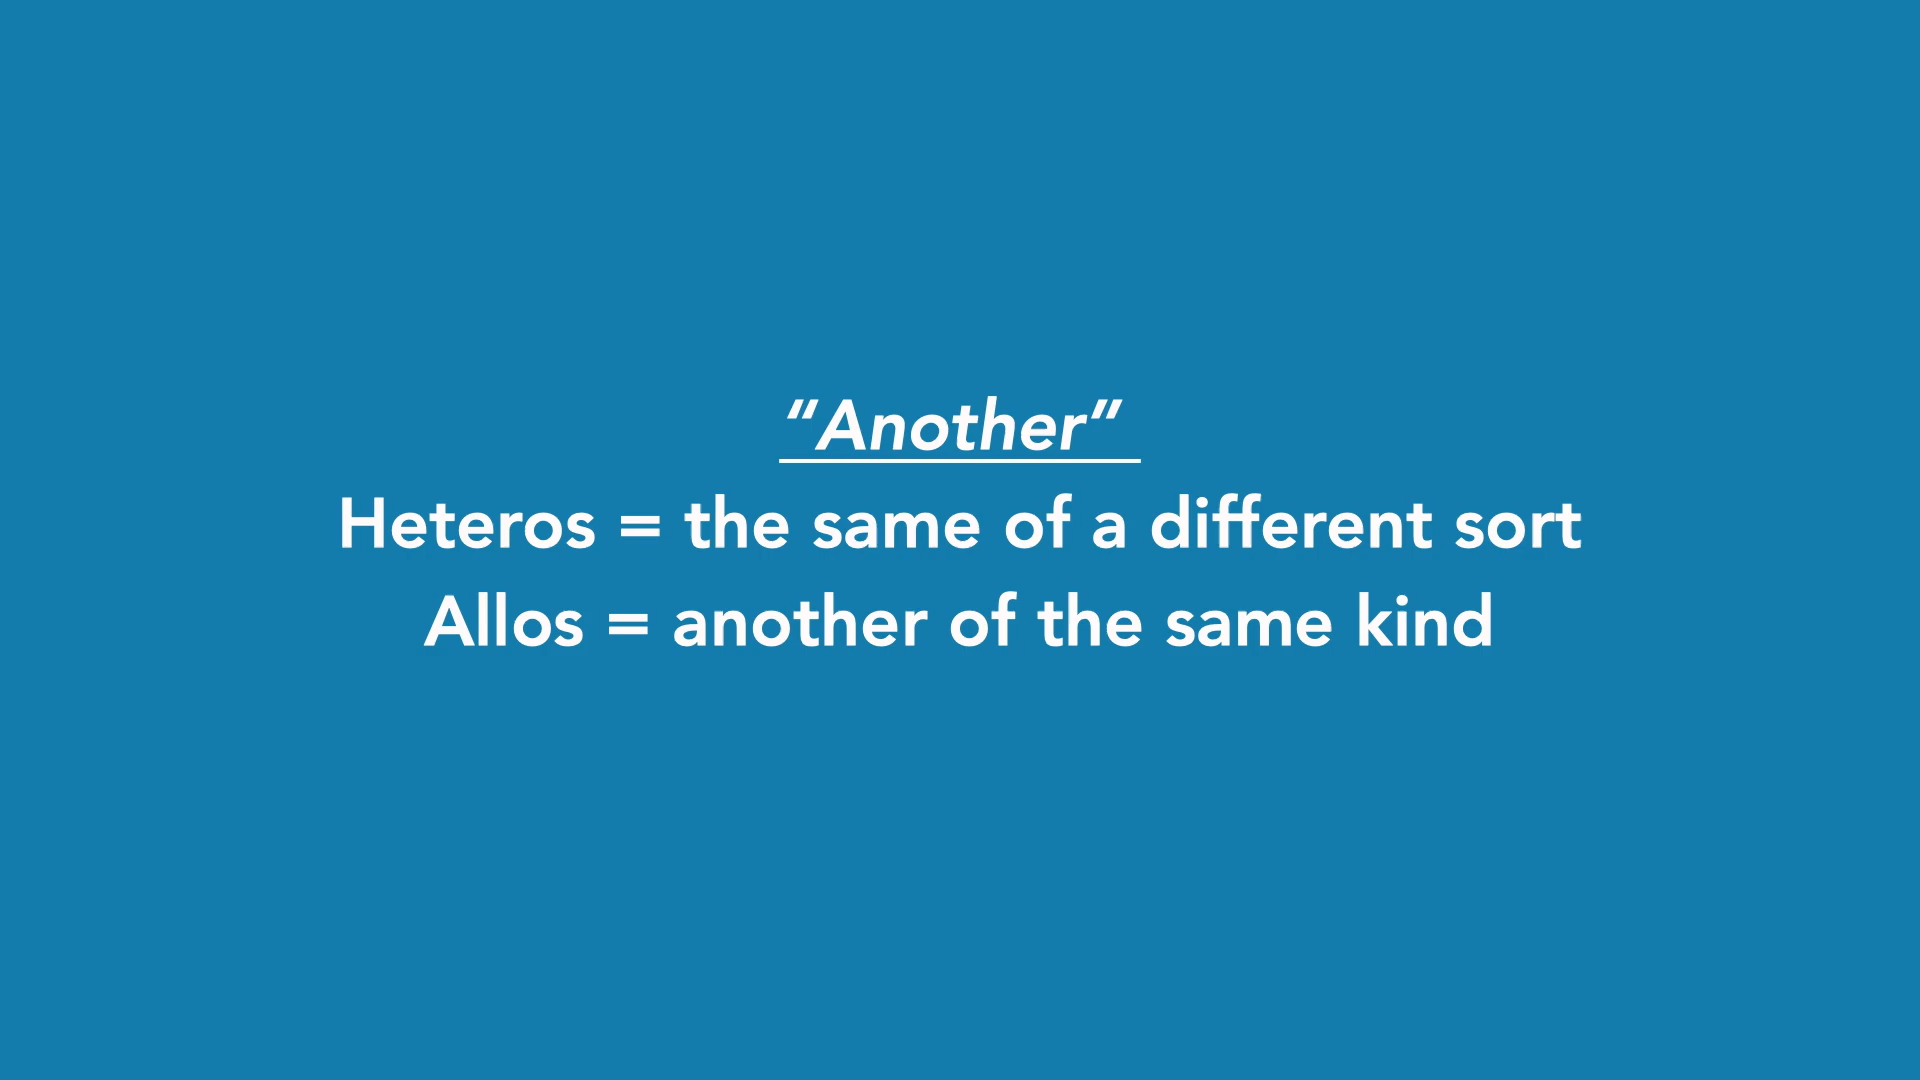 "Another"
Heteros = the same of a different sort
Allos = another of the same kind